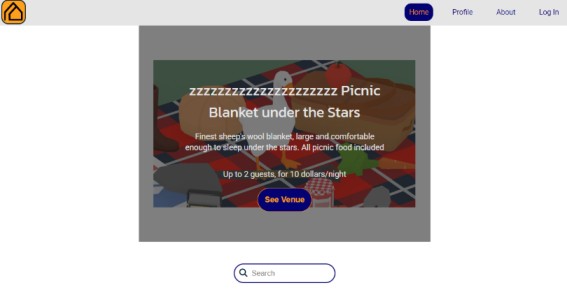 Home Profile About Log In
zzzzzzzzzzzzzzzzzzzzz Picnic
Blanket under the Stars
Finest sheep's wool blanket, large and comfortable
enough to sleep under the stars. All picnic food included
Up to 2 guests, for 10 dollars/night
See Venue
Search